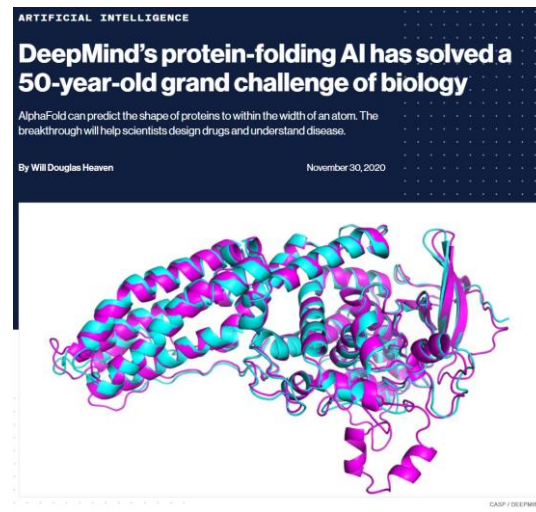 ARTIFICIAL INTELLIGENCE
DeepMind’s protein-folding AI has solved a
50-year-old grand challenge of biology
AlphaFold can predict the shape of proteins to within the width of an atom. The
breakthrough will help scientists design drugs and understand disease.
By Will Douglas Heaven November 30, 2020
CASP / DEEPMI